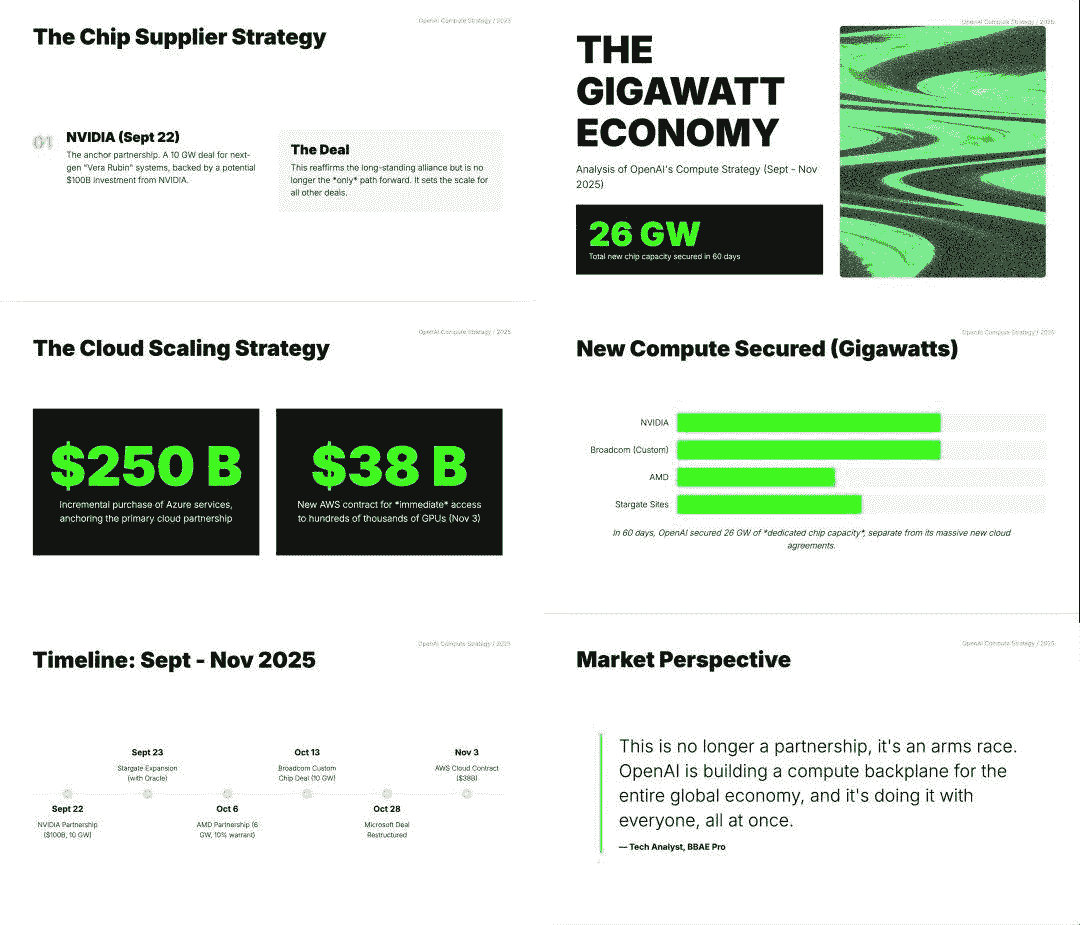 OpenAI Compute Strategy / 2025
The Chip Supplier Strategy
01
NVIDIA (Sept 22)
The anchor partnership. A 10 GW deal for next-
gen "Vera Rubin" systems, backed by a potential
$100B investment from NVIDIA.
The Deal
This reaffirms the long-standing alliance but is no
longer the *only* path forward. It sets the scale for
all other deals.
OpenAI Compute Strategy / 2025
THE
GIGAWATT
ECONOMY
Analysis of OpenAI's Compute Strategy (Sept - Nov
2025)
26 GW
Total new chip capacity secured in 60 days
OpenAI Compute Strategy / 2025
The Cloud Scaling Strategy
$250 B
Incremental purchase of Azure services,
anchoring the primary cloud partnership
$38 B
New AWS contract for *immediate* access
to hundreds of thousands of GPUs (Nov 3)
OpenAI Compute Strategy / 2025
New Compute Secured (Gigawatts)
NVIDIA
Broadcom (Custom)
AMD
Stargate Sites
In 60 days, OpenAI secured 26 GW of *dedicated chip capacity*, separate from its massive new cloud
agreements.
OpenAI Compute Strategy / 2025
Timeline: Sept - Nov 2025
Sept 22
NVIDIA Partnership
($100B, 10 GW)
Sept 23
Stargate Expansion
(with Oracle)
Oct 6
AMD Partnership (6
GW, 10% warrant)
Oct 13
Broadcom Custom
Chip Deal (10 GW)
Oct 28
Microsoft Deal
Restructured
Nov 3
AWS Cloud Contract
($38B)
OpenAI Compute Strategy / 2025
Market Perspective
This is no longer a partnership, it's an arms race.
OpenAI is building a compute backplane for the
entire global economy, and it's doing it with
everyone, all at once.
— Tech Analyst, BBAE Pro